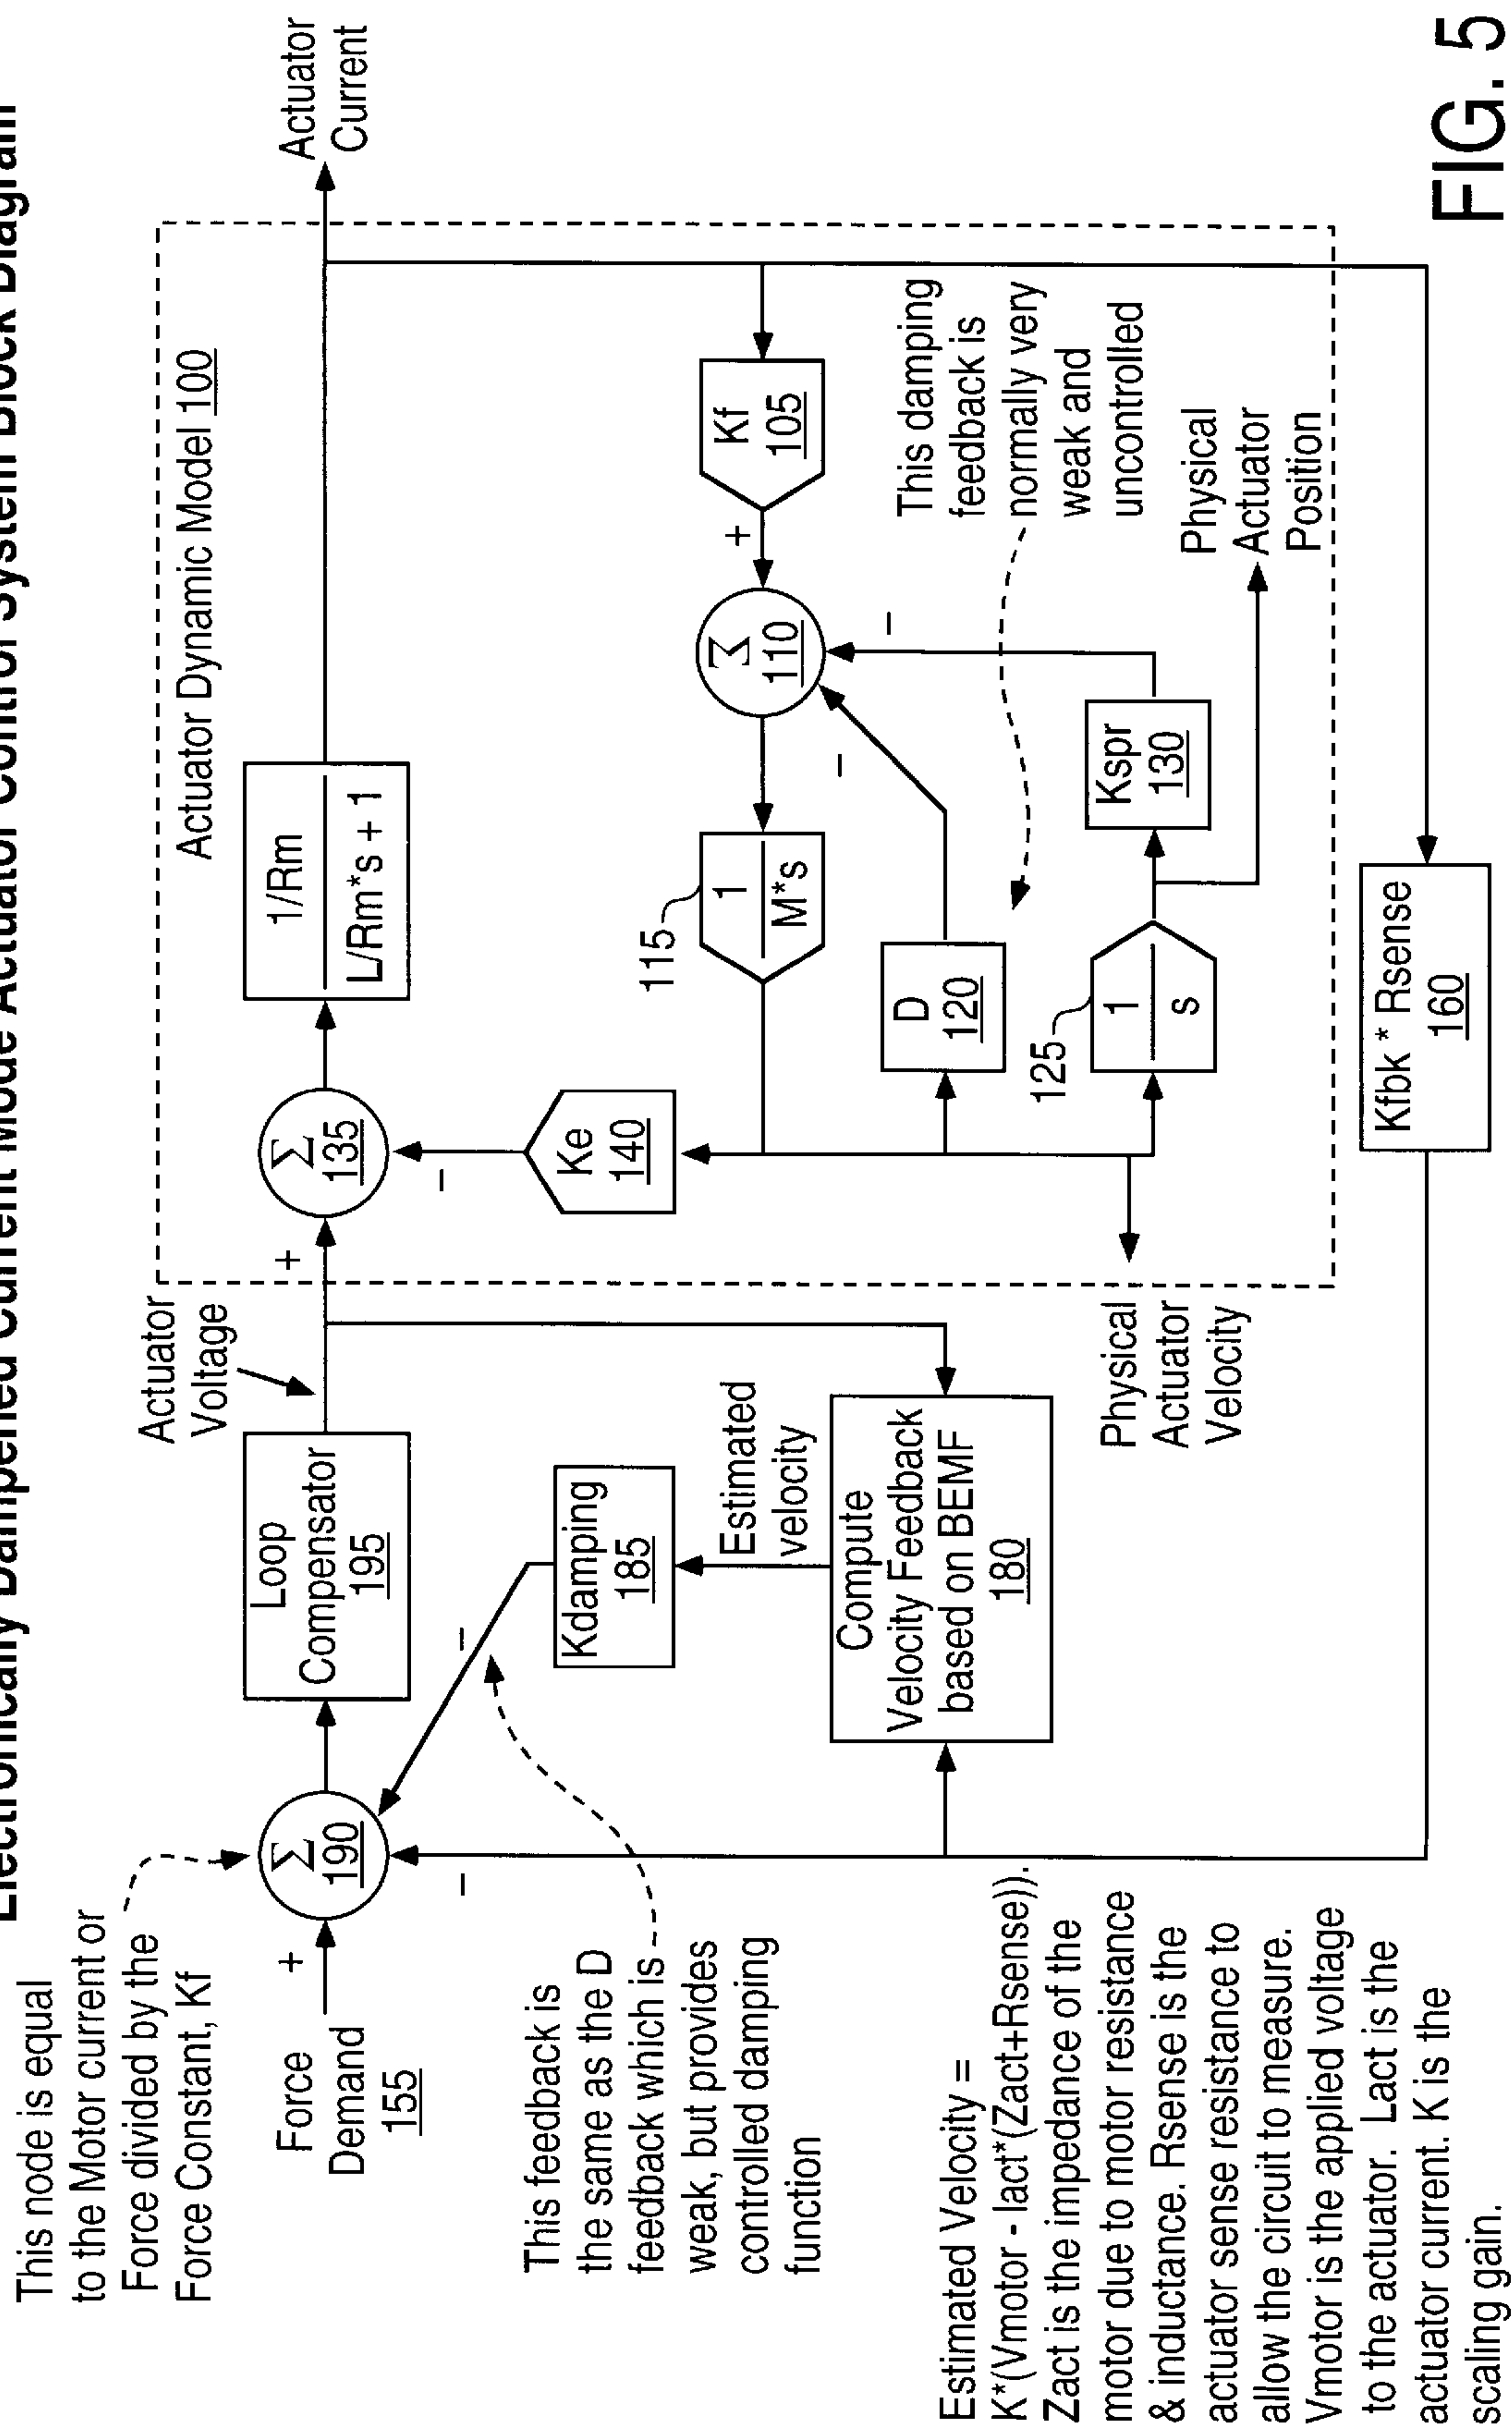 Electronically Dampened Current Mode Actuator Control System Block Diagram
This node is equal
to the Motor current or
Force divided by the
Force Constant, Kf
Force
Demand
155
+
Σ
190
−
−
Loop
Compensator
195
Actuator
Voltage
+
Σ
135
−
Actuator Dynamic Model 100
1/Rm
L/Rm*s + 1
Actuator
Current
This feedback is
the same as the D
feedback which is
weak, but provides
controlled damping
function
Kdamping
185
Estimated
velocity
Compute
Velocity Feedback
based on BEMF
180
Ke
140
115
1
M*s
Σ
110
+
−
−
Kf
105
D
120
This damping
feedback is
normally very
weak and
uncontrolled
125
1
s
Kspr
130
Physical
Actuator
Position
Physical
Actuator
Velocity
Kfbk * Rsense
160
Estimated Velocity =
K*(Vmotor - Iact*(Zact+Rsense)).
Zact is the impedance of the
motor due to motor resistance
& inductance. Rsense is the
actuator sense resistance to
allow the circuit to measure.
Vmotor is the applied voltage
to the actuator. Lact is the
actuator current. K is the
scaling gain.
FIG. 5